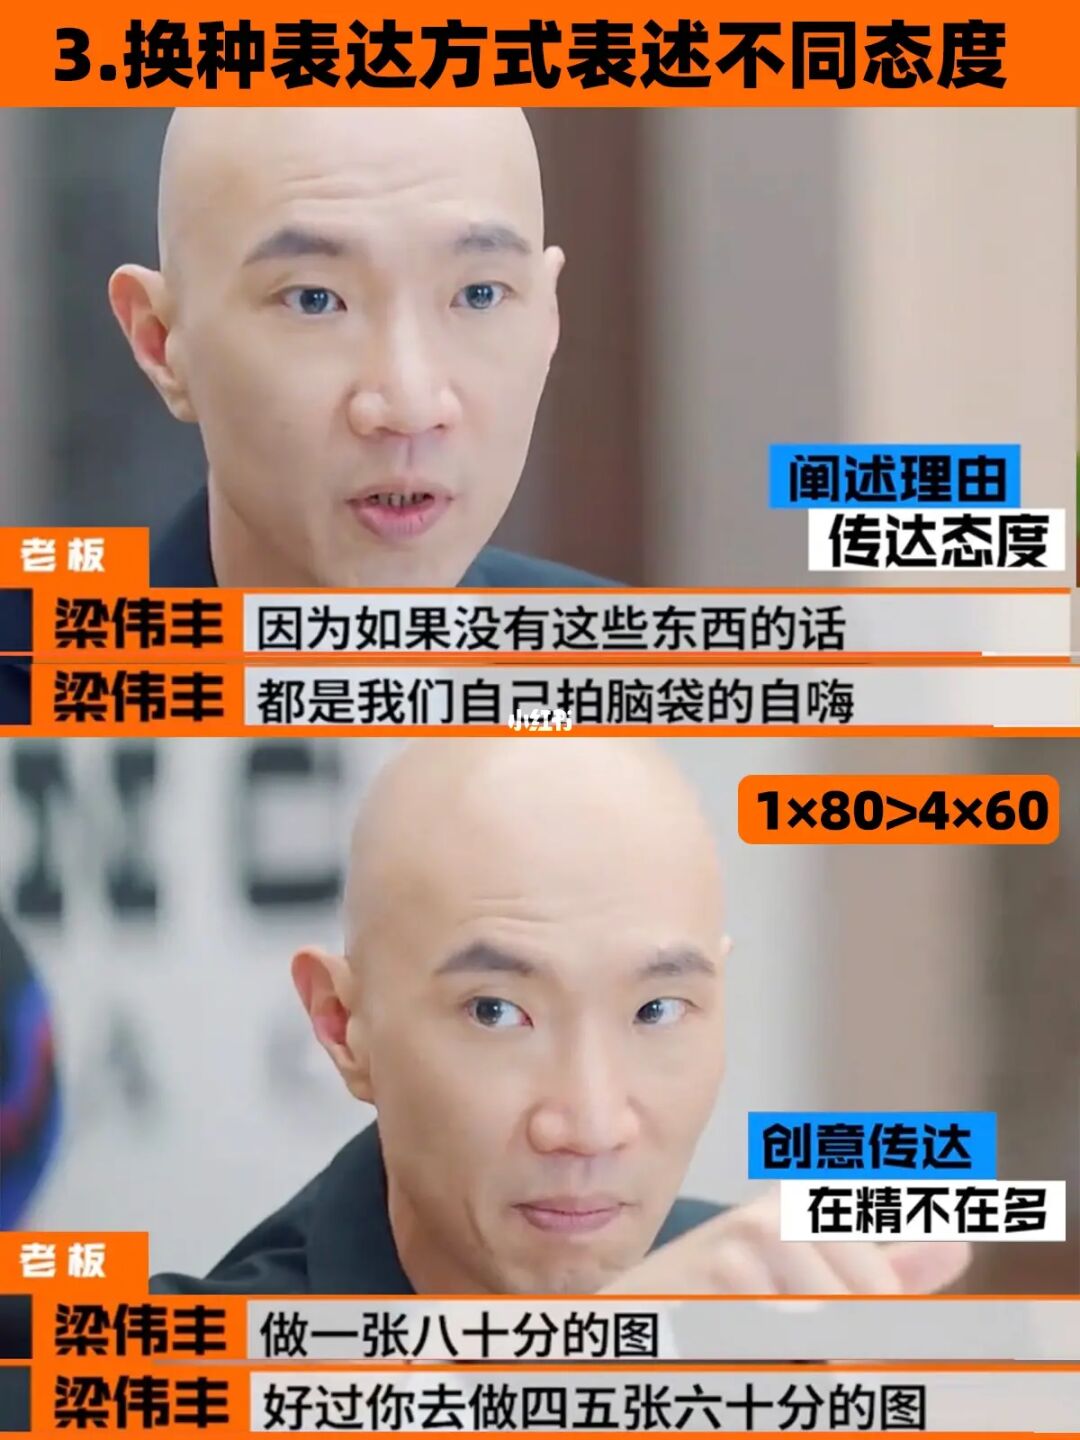 3.换种表达方式表述不同态度
阐述理由
传达态度
老板
梁伟丰 因为如果没有这些东西的话
梁伟丰 都是我们自己拍脑袋的自嗨
小红书
1×80>4×60
创意传达
在精不在多
老板
梁伟丰 做一张八十分的图
梁伟丰 好过你去做四五张六十分的图